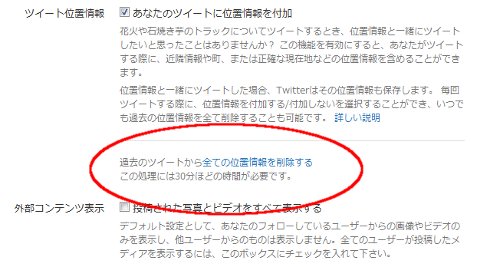 ツイート位置情報 あなたのツイートに位置情報を付加
花火や石焼き芋のトラックについてツイートするとき、位置情報と一緒にツイート
したいと思ったことはありませんか？ この機能を有効にすると、あなたがツイート
する際に、近隣情報や町、または正確な現在地などの位置情報を含めることができ
ます。
位置情報と一緒にツイートした場合、Twitterはその位置情報も保存します。 毎回
ツイートする際に、位置情報を付加する/付加しないを選択することができ、いつで
も過去の位置情報を全て削除することも可能です。 詳しい説明
過去のツイートから全ての位置情報を削除する
この処理には30分ほどの時間が必要です。
外部コンテンツ表示 投稿された写真とビデオをすべて表示する
デフォルト設定として、あなたのフォローしているユーザーからの画像やビデオの
みを表示し、他ユーザーからのものは表示しません。全てのユーザーが投稿したメ
ディアを表示するには、このボックスにチェックを入れて下さい。